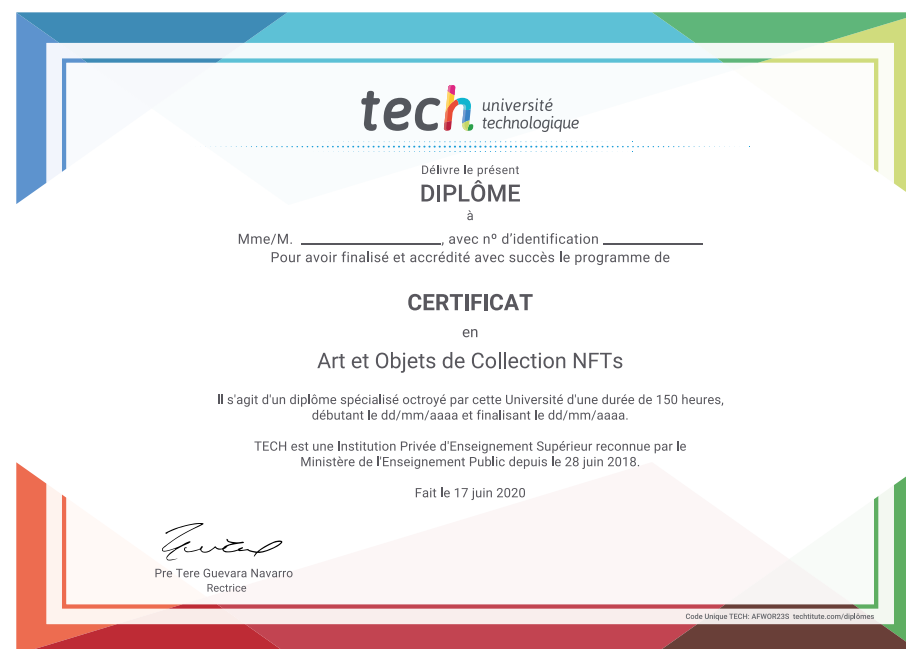 tech université
technologique
Délivre le présent
DIPLÔME
à
Mme/M. ____________________, avec nº d'identification ______________
Pour avoir finalisé et accrédité avec succès le programme de
CERTIFICAT
en
Art et Objets de Collection NFTs
Il s'agit d'un diplôme spécialisé octroyé par cette Université d'une durée de 150 heures,
débutant le dd/mm/aaaa et finalisant le dd/mm/aaaa.
TECH est une Institution Privée d'Enseignement Supérieur reconnue par le
Ministère de l'Enseignement Public depuis le 28 juin 2018.
Fait le 17 juin 2020
Pre Tere Guevara Navarro
Rectrice
Code Unique TECH: AFWOR23S techtitute.com/diplômes